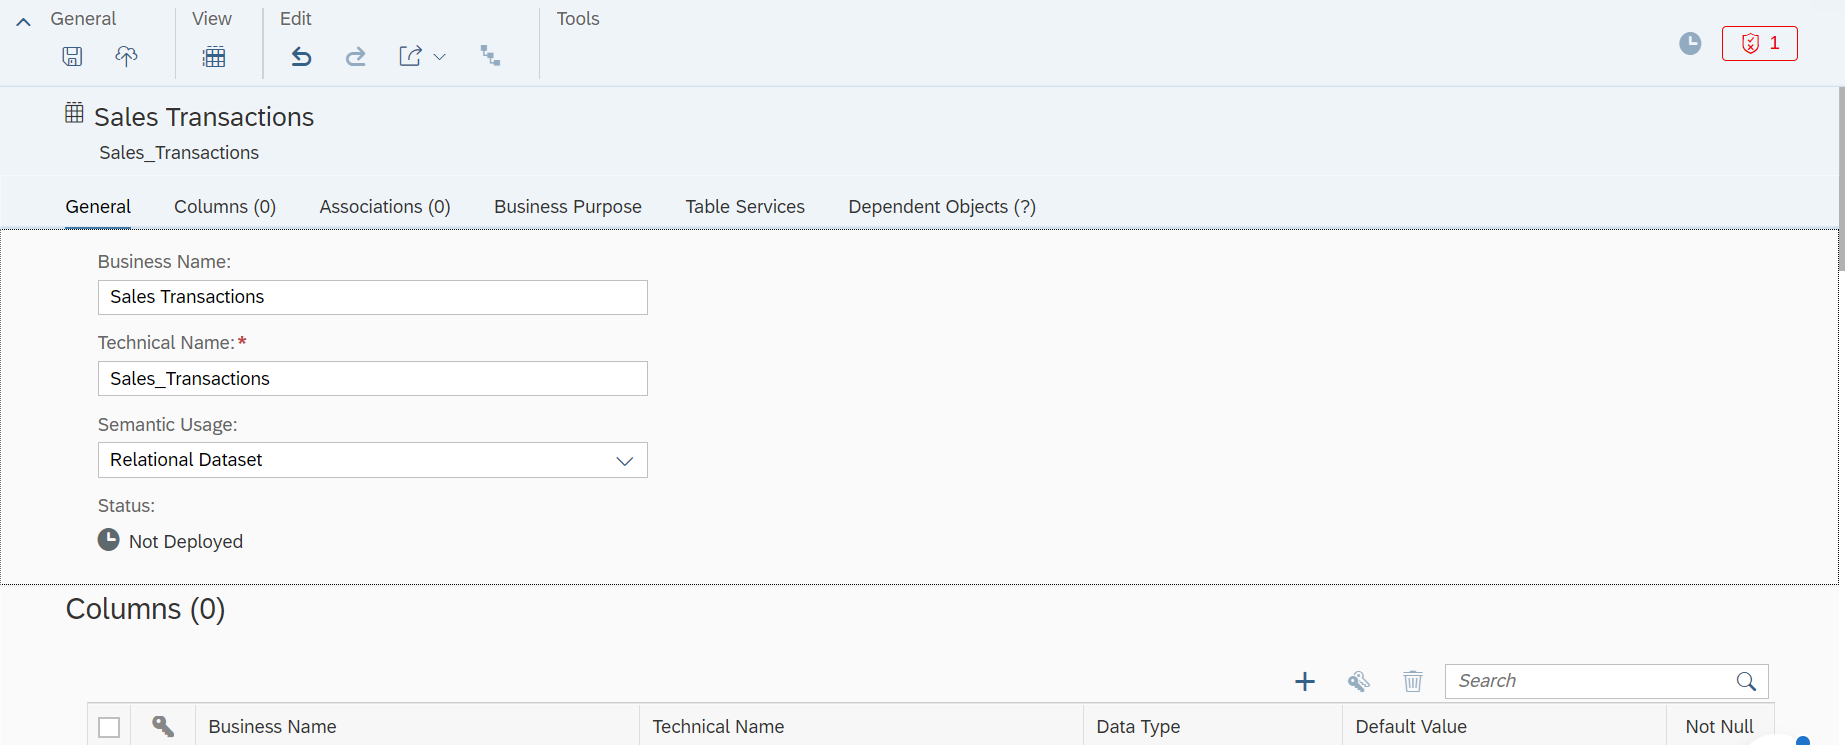 General View Edit Tools
1
Sales Transactions
Sales_Transactions
General Columns (0) Associations (0) Business Purpose Table Services Dependent Objects (?)
Business Name:
Sales Transactions
Technical Name:*
Sales_Transactions
Semantic Usage:
Relational Dataset
Status:
Not Deployed
Columns (0)
Search
Business Name Technical Name Data Type Default Value Not Null